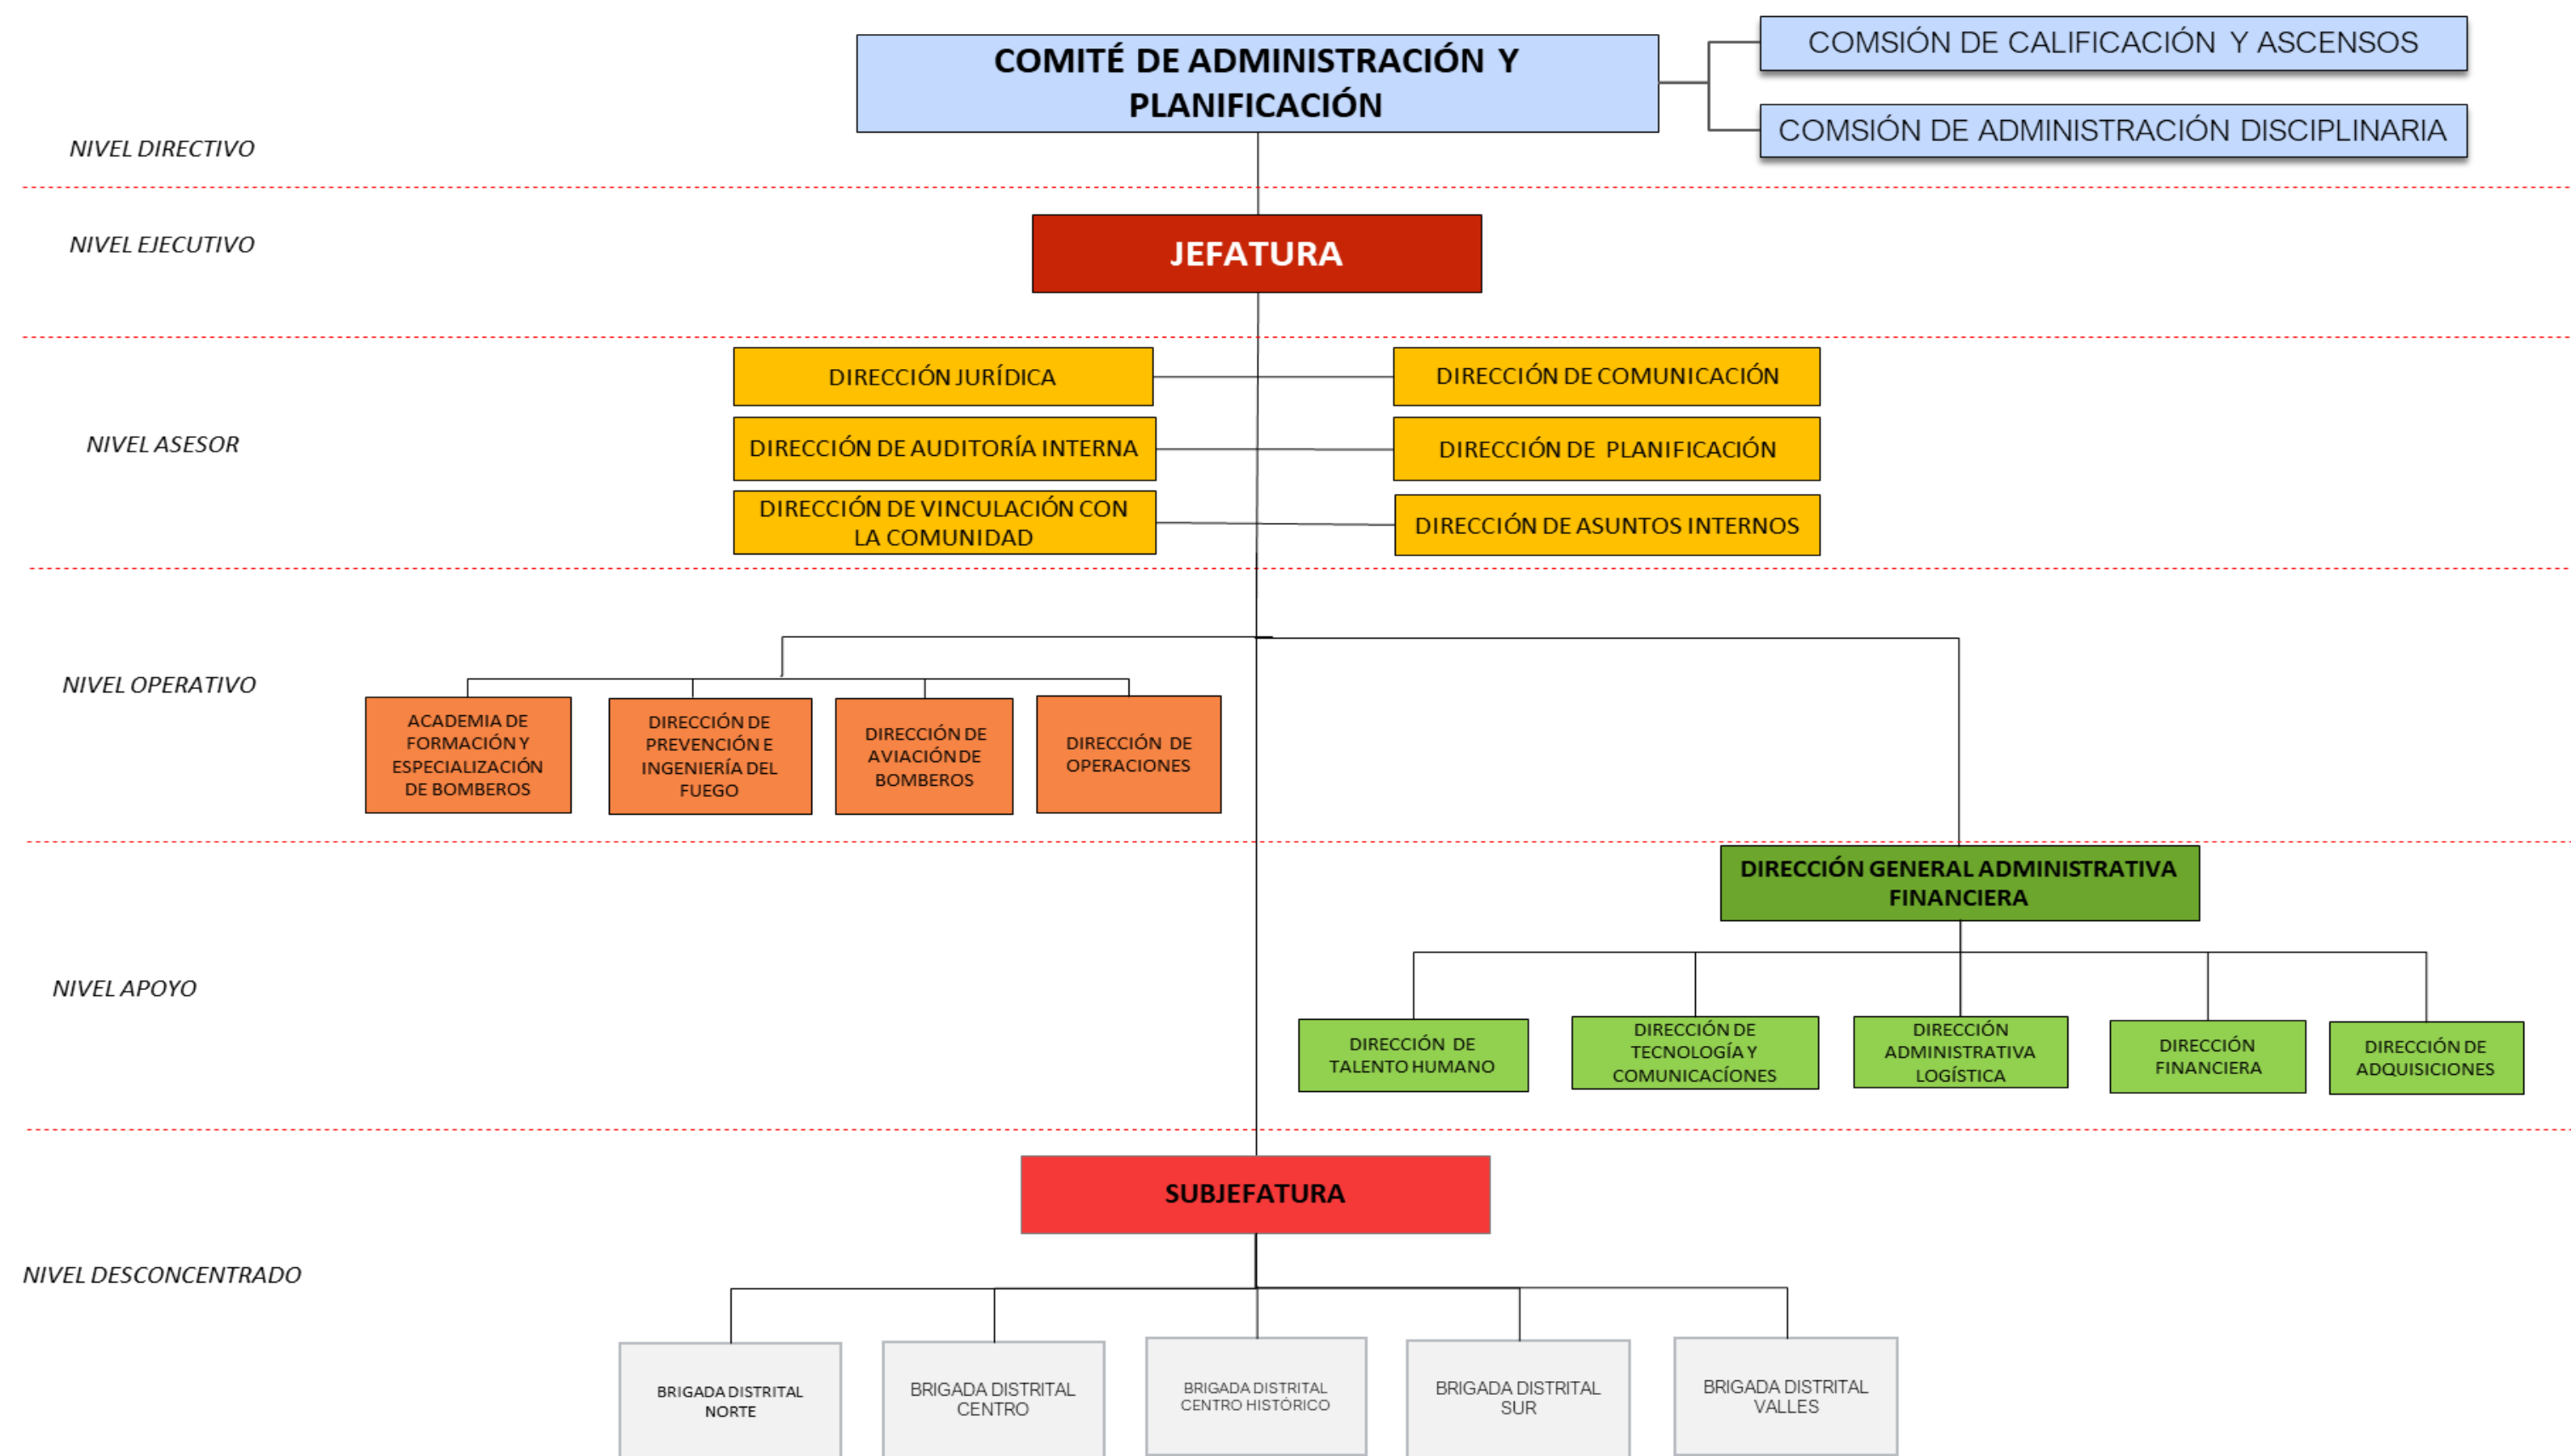 COMITÉ DE ADMINISTRACIÓN Y
PLANIFICACIÓN
COMSIÓN DE CALIFICACIÓN Y ASCENSOS
COMSIÓN DE ADMINISTRACIÓN DISCIPLINARIA
NIVEL DIRECTIVO
NIVEL EJECUTIVO
JEFATURA
NIVEL ASESOR
DIRECCIÓN JURÍDICA
DIRECCIÓN DE COMUNICACIÓN
DIRECCIÓN DE AUDITORÍA INTERNA
DIRECCIÓN DE PLANIFICACIÓN
DIRECCIÓN DE VINCULACIÓN CON
LA COMUNIDAD
DIRECCIÓN DE ASUNTOS INTERNOS
NIVEL OPERATIVO
ACADEMIA DE
FORMACIÓN Y
ESPECIALIZACIÓN
DE BOMBEROS
DIRECCIÓN DE
PREVENCIÓN E
INGENIERÍA DEL
FUEGO
DIRECCIÓN DE
AVIACIÓN DE
BOMBEROS
DIRECCIÓN DE
OPERACIONES
NIVEL APOYO
DIRECCIÓN GENERAL ADMINISTRATIVA
FINANCIERA
DIRECCIÓN DE
TALENTO HUMANO
DIRECCIÓN DE
TECNOLOGÍA Y
COMUNICACÍONES
DIRECCIÓN
ADMINISTRATIVA
LOGÍSTICA
DIRECCIÓN
FINANCIERA
DIRECCIÓN DE
ADQUISICIONES
SUBJEFATURA
NIVEL DESCONCENTRADO
BRIGADA DISTRITAL
NORTE
BRIGADA DISTRITAL
CENTRO
BRIGADA DISTRITAL
CENTRO HISTÓRICO
BRIGADA DISTRITAL
SUR
BRIGADA DISTRITAL
VALLES